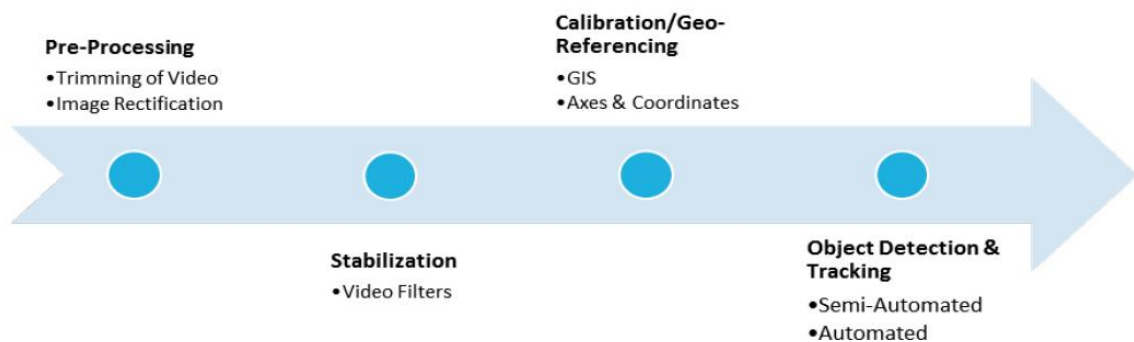 Pre-Processing
•Trimming of Video
•Image Rectification
Stabilization
•Video Filters
Calibration/Geo-
Referencing
•GIS
•Axes & Coordinates
Object Detection &
Tracking
•Semi-Automated
•Automated